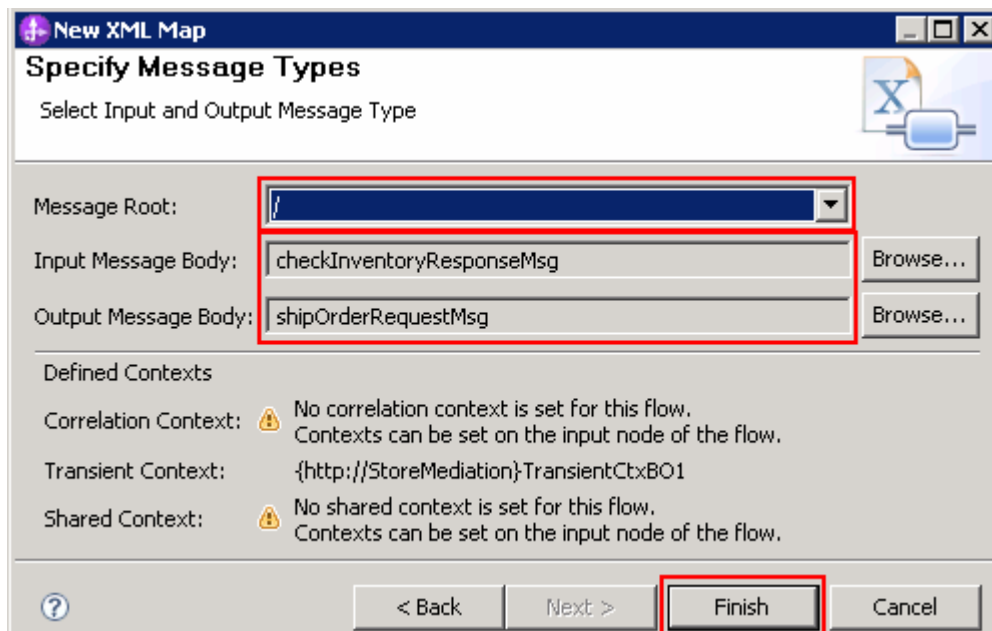 New XML Map
Specify Message Types
Select Input and Output Message Type
X
Message Root: /
Input Message Body: checkInventoryResponseMsg Browse...
Output Message Body: shipOrderRequestMsg Browse...
Defined Contexts
Correlation Context: No correlation context is set for this flow.
Contexts can be set on the input node of the flow.
Transient Context: {http://StoreMediation}TransientCtxBO1
Shared Context: No shared context is set for this flow.
Contexts can be set on the input node of the flow.
? < Back Next > Finish Cancel